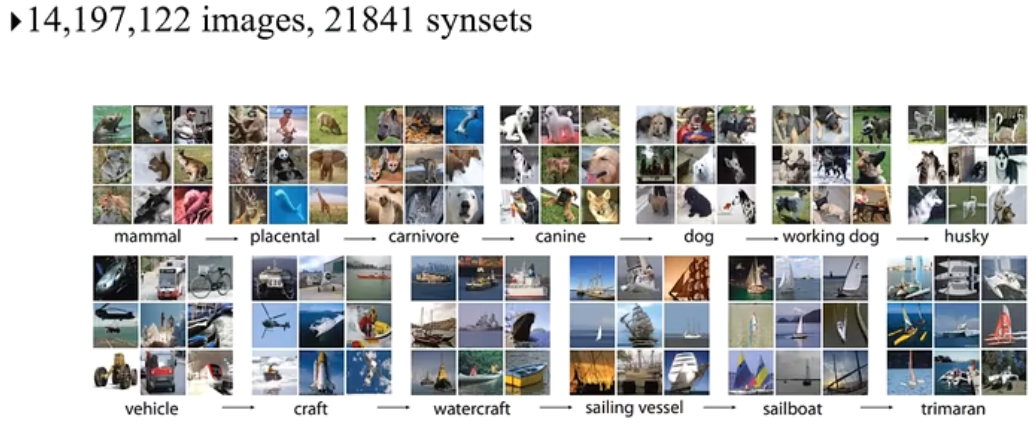 ▸14,197,122 images, 21841 synsets
mammal → placental → carnivore → canine → dog → working dog → husky
vehicle → craft → watercraft → sailing vessel → sailboat → trimaran